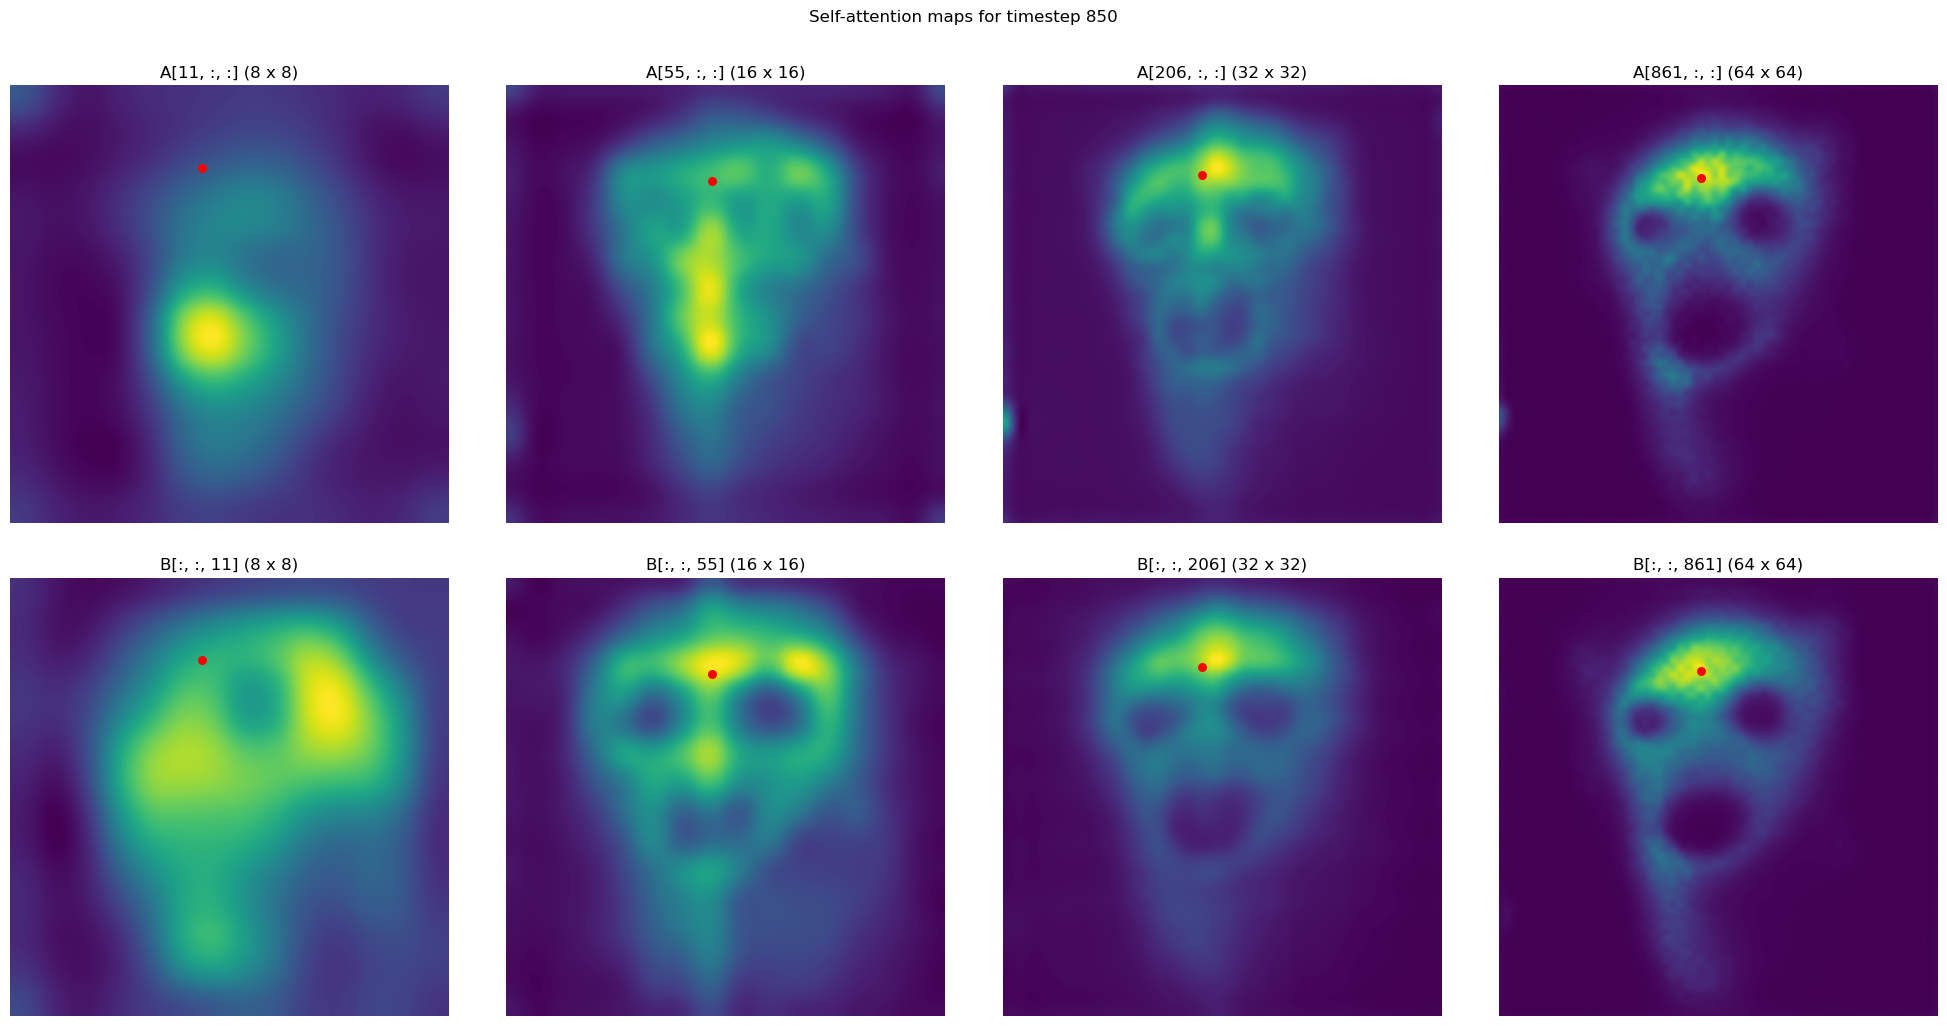 Self-attention maps for timestep 850
A[11, :, :] (8 x 8)
A[55, :, :] (16 x 16)
A[206, :, :] (32 x 32)
A[861, :, :] (64 x 64)
B[:, :, 11] (8 x 8)
B[:, :, 55] (16 x 16)
B[:, :, 206] (32 x 32)
B[:, :, 861] (64 x 64)